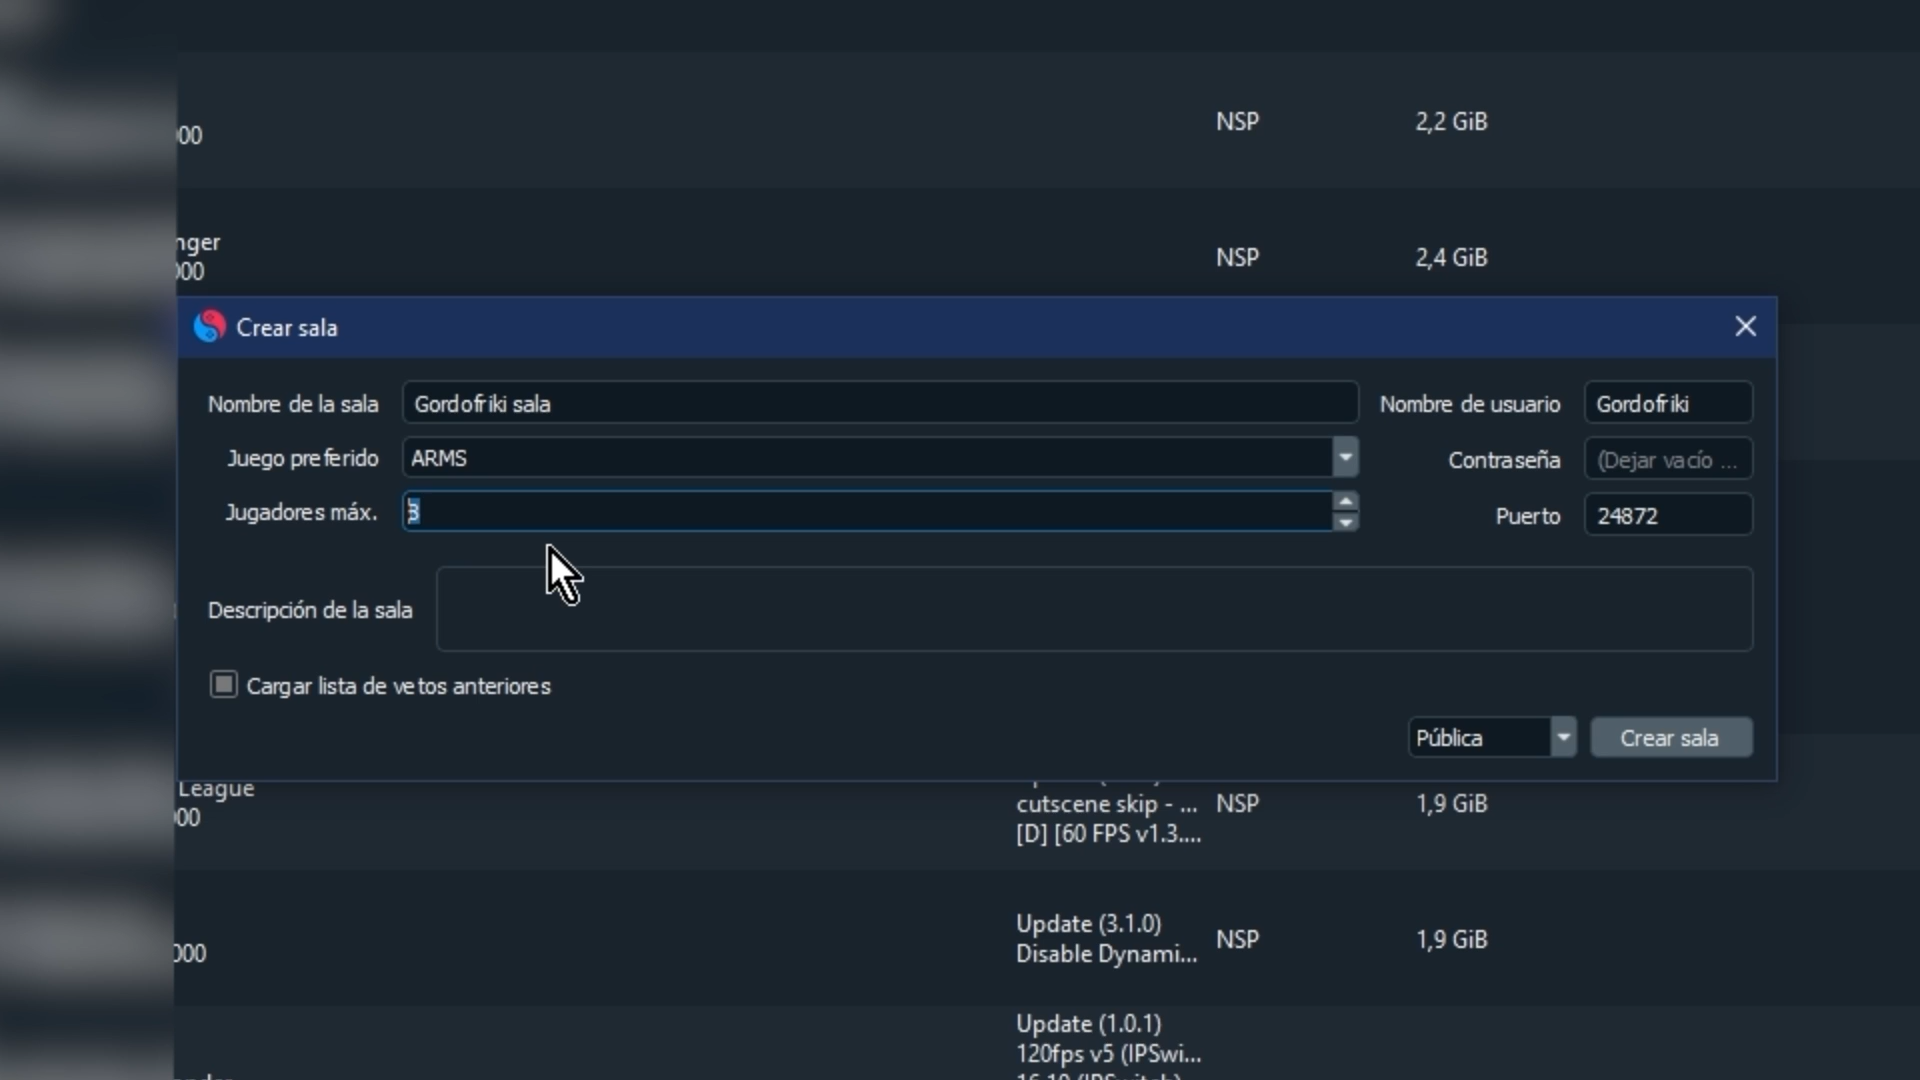 000
NSP
2,2 GiB
nger
000
NSP
2,4 GiB
Crear sala
Nombre de la sala
Gordofriki sala
Nombre de usuario
Gordofriki
Juego preferido
ARMS
Contraseña
(Dejar vacío ...
Jugadores máx.
3
Puerto
24872
Descripción de la sala
Cargar lista de vetos anteriores
Pública
Crear sala
League
000
cutscene skip - ...
[D] [60 FPS v1.3....
NSP
1,9 GiB
000
Update (3.1.0)
Disable Dynami...
NSP
1,9 GiB
Update (1.0.1)
120fps v5 (IPSwi...